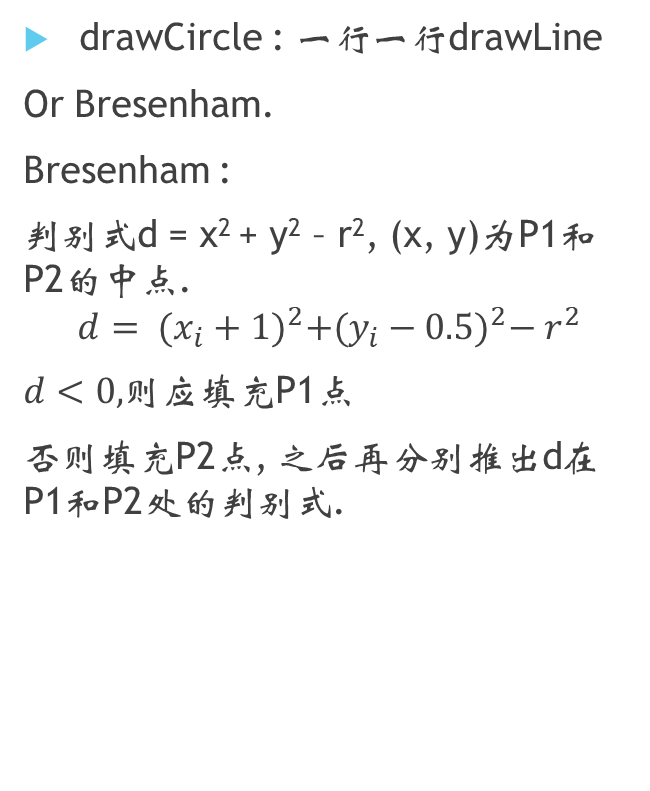 drawCircle : 一行一行drawLine
Or Bresenham.
Bresenham :
判别式d = x² + y² - r², (x, y)为P1和
P2的中点.
d = (xᵢ + 1)²+(yᵢ − 0.5)²− r²
d < 0,则应填充P1点
否则填充P2点, 之后再分别推出d在
P1和P2处的判别式.